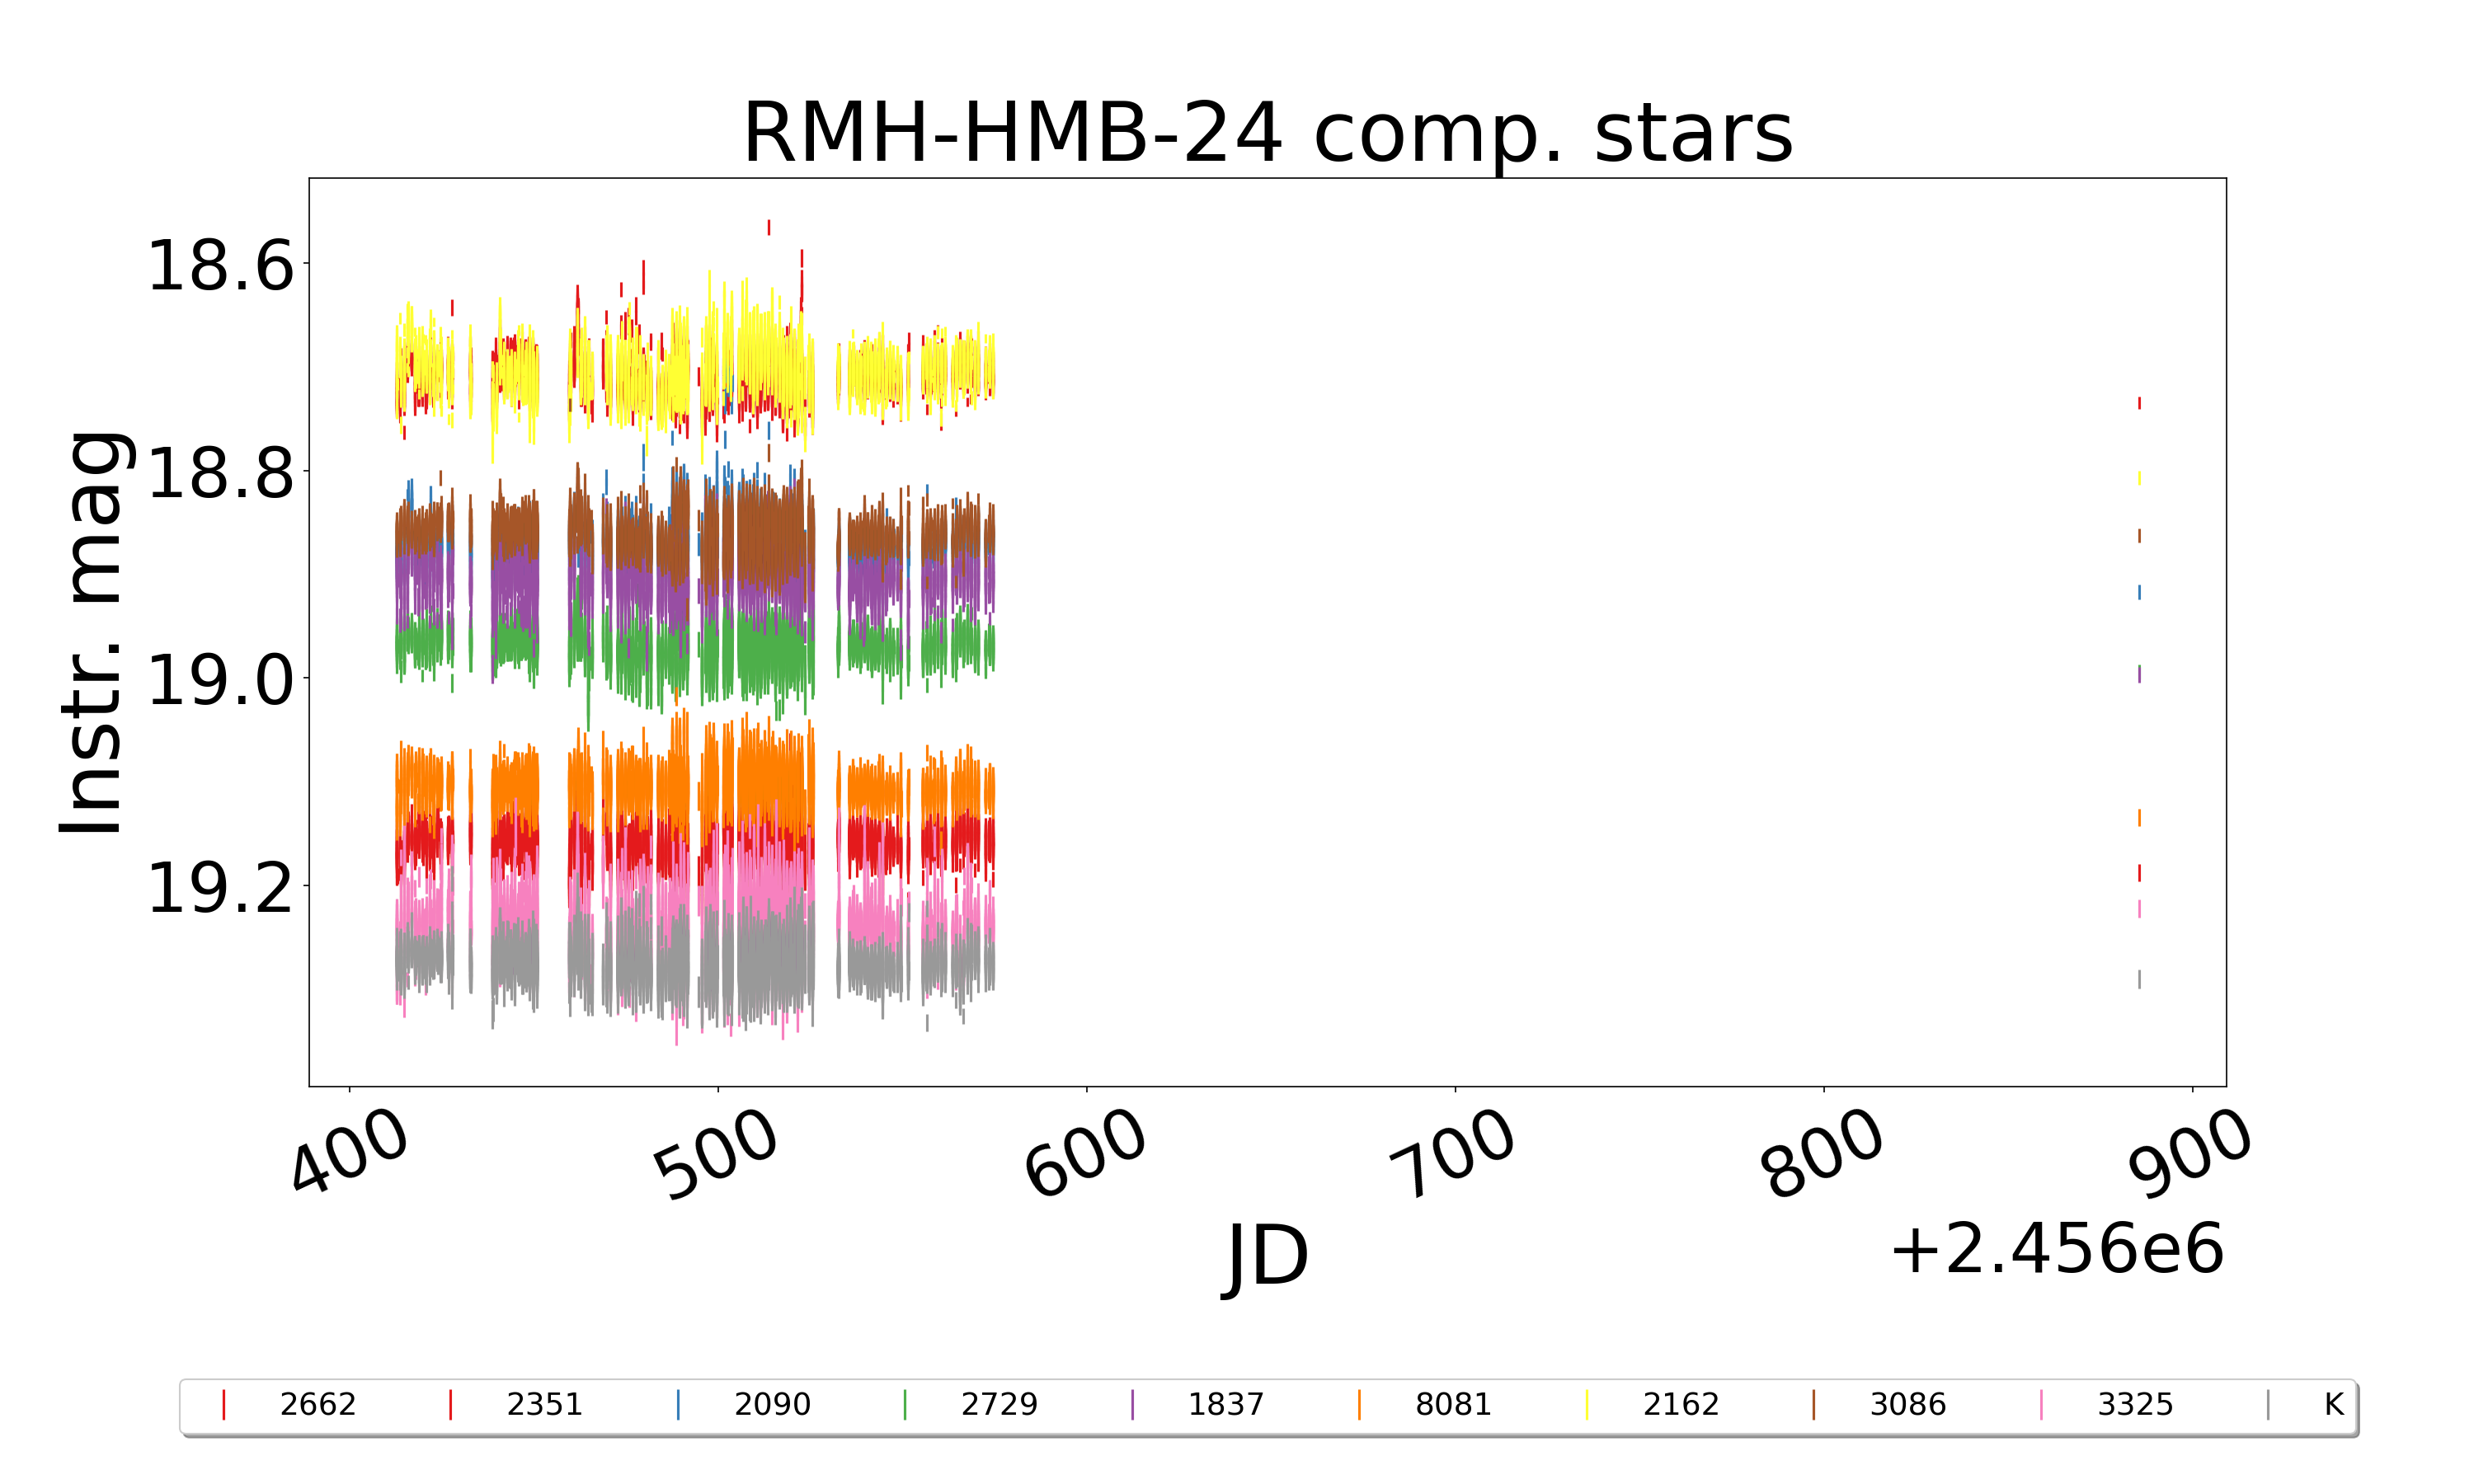 RMH-HMB-24 comp. stars
Instr. mag
18.6
18.8
19.0
19.2
400 500 600 700 800 900
JD
+2.456e6
2662 2351 2090 2729 1837 8081 2162 3086 3325 K